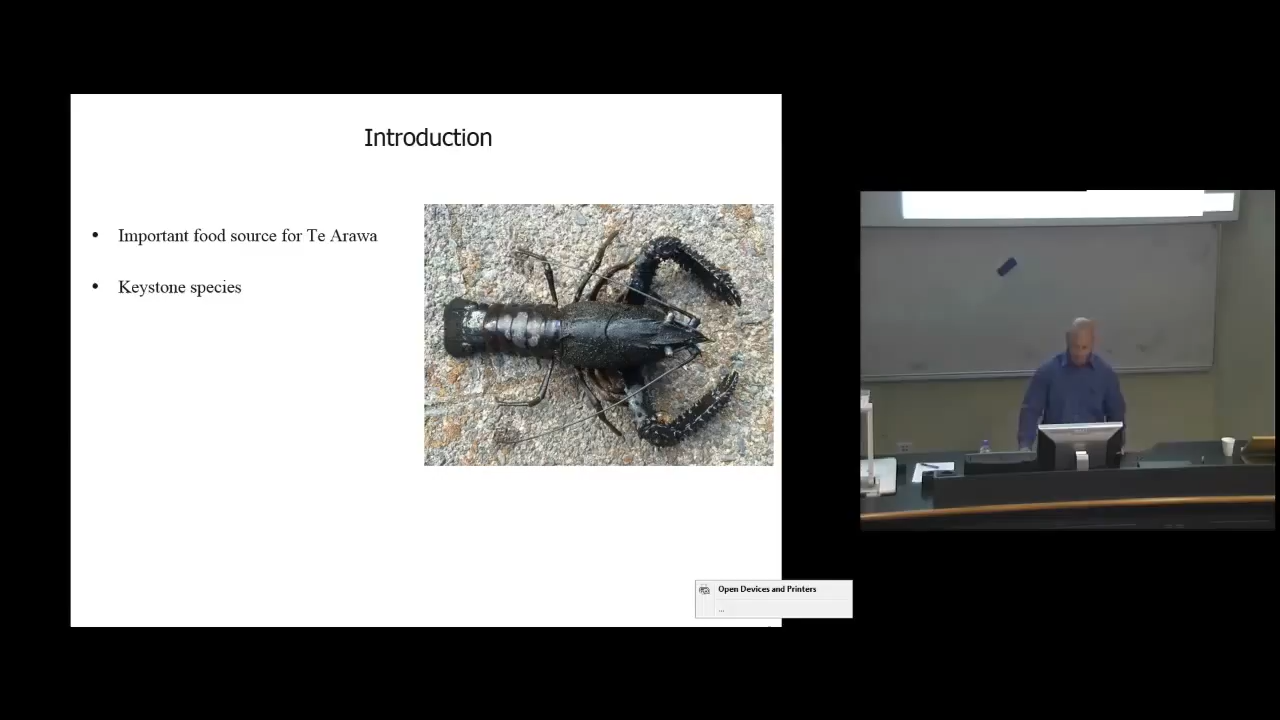 Introduction
• Important food source for Te Arawa
• Keystone species
Open Devices and Printers
...